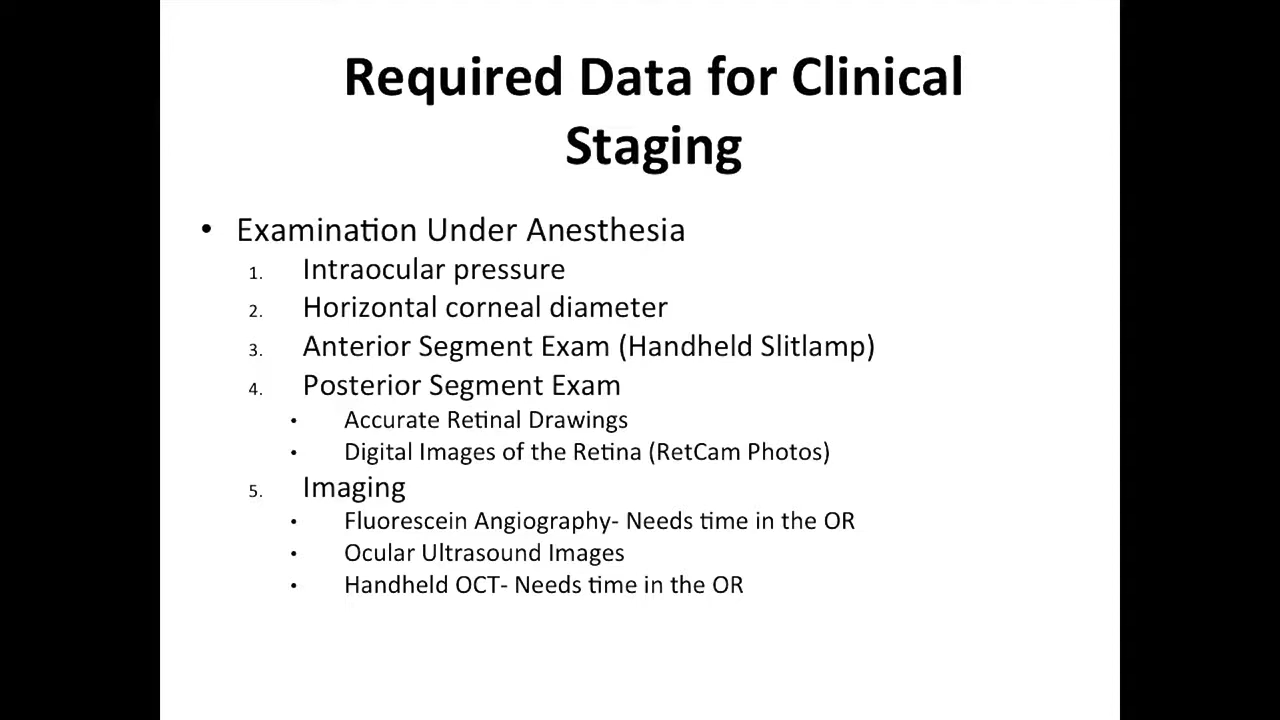 Required Data for Clinical
Staging
• Examination Under Anesthesia
1. Intraocular pressure
2. Horizontal corneal diameter
3. Anterior Segment Exam (Handheld Slitlamp)
4. Posterior Segment Exam
• Accurate Retinal Drawings
• Digital Images of the Retina (RetCam Photos)
5. Imaging
• Fluorescein Angiography- Needs time in the OR
• Ocular Ultrasound Images
• Handheld OCT- Needs time in the OR